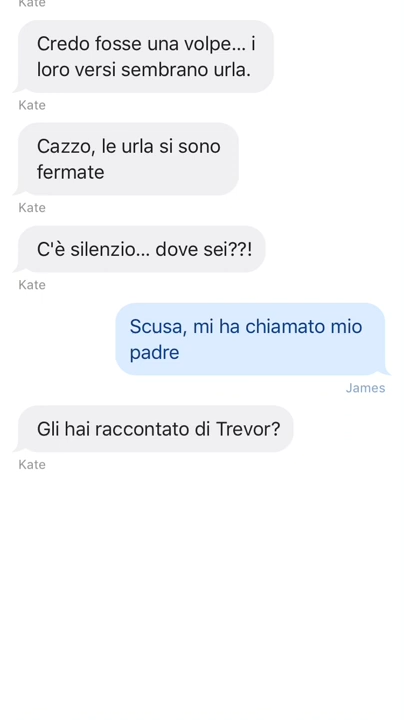 Kate
Credo fosse una volpe... i
loro versi sembrano urla.
Kate
Cazzo, le urla si sono
fermate
Kate
C'è silenzio... dove sei??!
Kate
Scusa, mi ha chiamato mio
padre
James
Gli hai raccontato di Trevor?
Kate